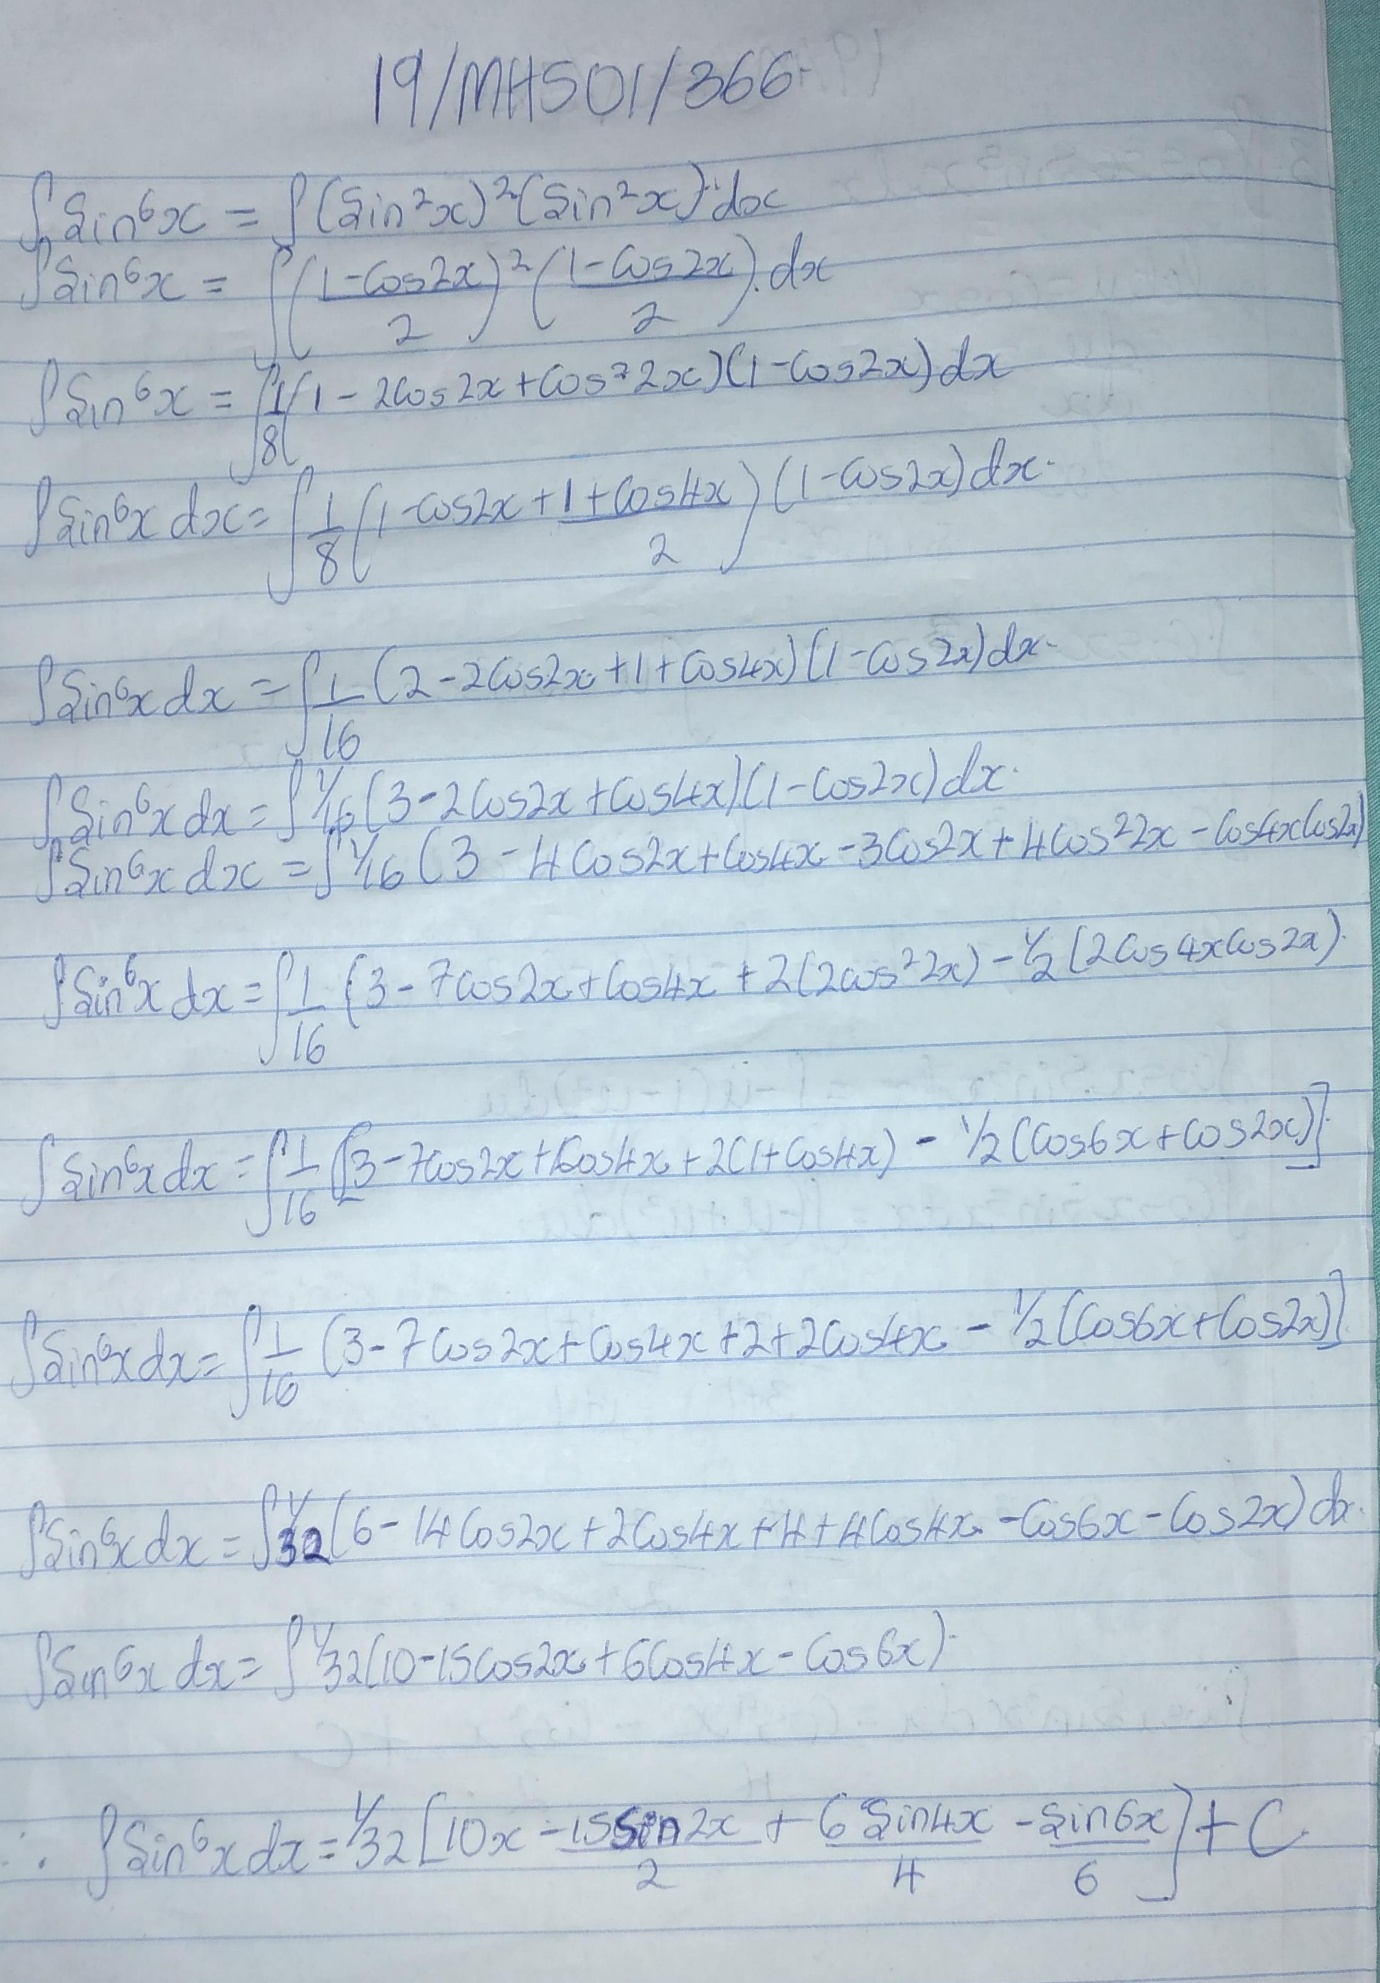 19/MHS01/366
∫Sin⁶x = ∫(Sin²x)²(Sin²x) dx
∫Sin⁶x = ∫((1-Cos2x)/2)²((1-Cos2x)/2).dx
∫Sin⁶x = ∫1/8(1-2Cos2x+Cos²2x)(1-Cos2x)dx
∫Sin⁶x dx = ∫1/8(1-cos2x+(1+Cos4x)/2)(1-Cos2x)dx.
∫Sin⁶x dx = ∫1/16(2-2Cos2x+1+Cos4x)(1-Cos2x)dx.
∫Sin⁶x dx = ∫1/16(3-2Cos2x+Cos4x)(1-Cos2x)dx.
∫Sin⁶x dx = ∫1/16(3-4Cos2x+Cos4x-3Cos2x+4Cos²2x-Cos4xCos2x)
∫Sin⁶x dx = ∫1/16(3-7Cos2x+Cos4x+2(2Cos²2x)-1/2(2Cos4xCos2x).
∫Sin⁶x dx = ∫1/16[3-7Cos2x+Cos4x+2(1+Cos4x)-1/2(Cos6x+Cos2x)].
∫Sin⁶x dx = ∫1/16(3-7Cos2x+Cos4x+2+2Cos4x-1/2(Cos6x+Cos2x)]
∫Sin⁶x dx = ∫1/32(6-14Cos2x+2Cos4x+4+4Cos4x-Cos6x-Cos2x)dx.
∫Sin⁶x dx = ∫1/32(10-15Cos2x+6Cos4x-Cos6x).
∴ ∫Sin⁶x dx = 1/32[10x-15Sin2x/2+6Sin4x/4-Sin6x/6]+C